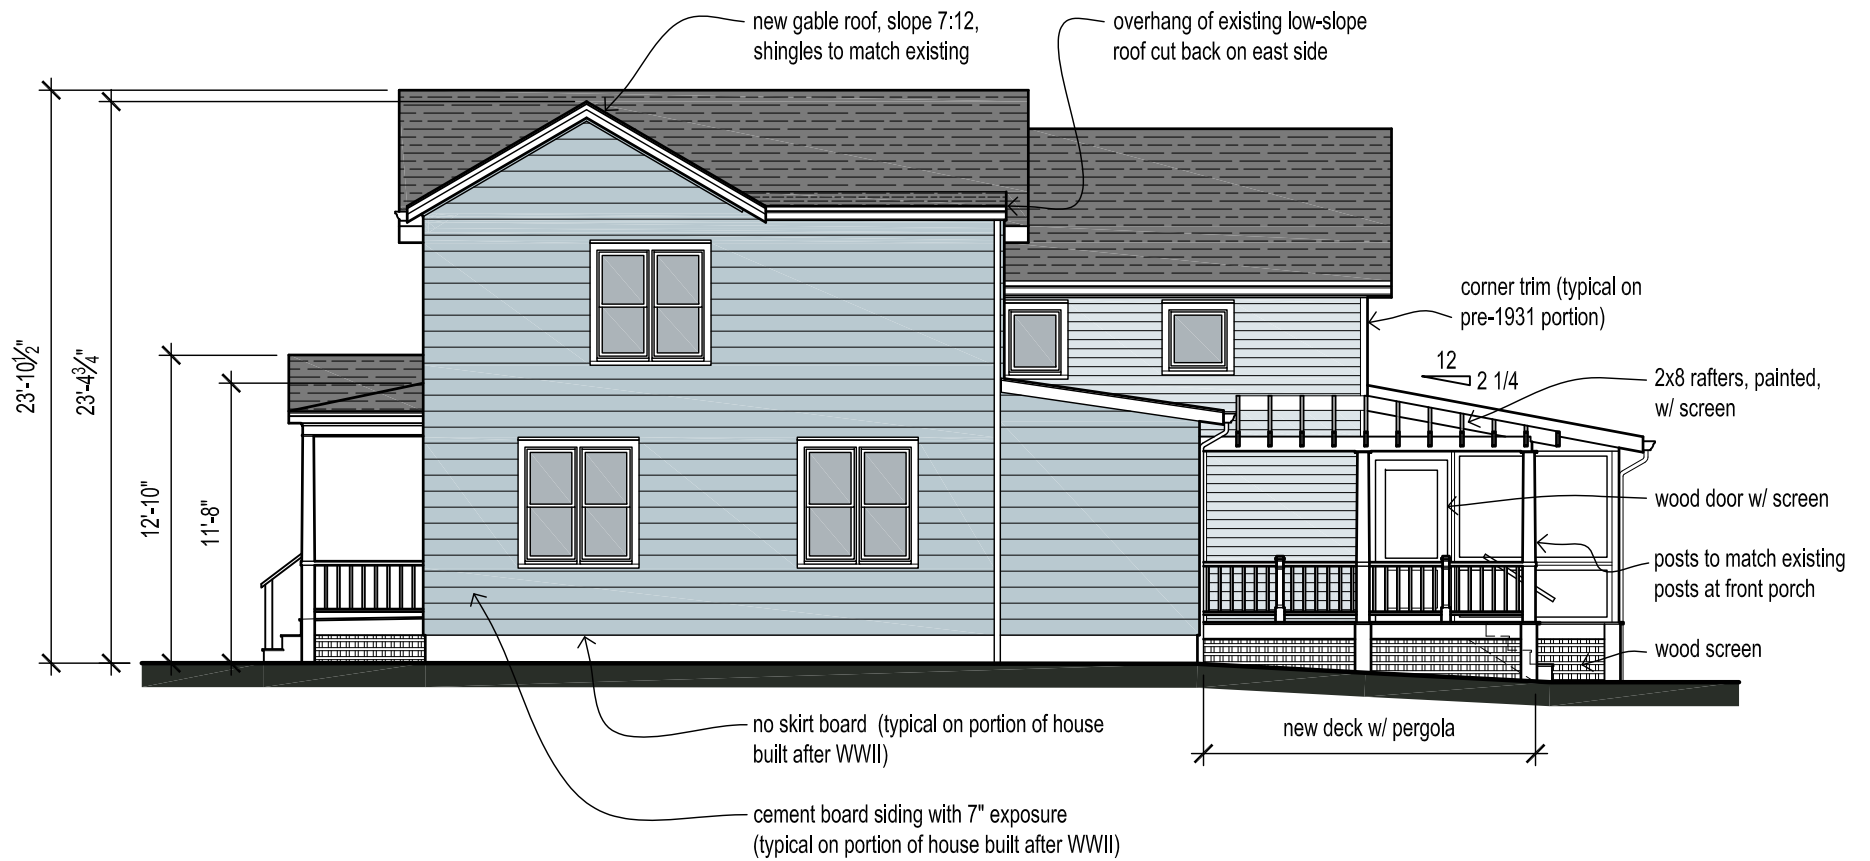 new gable roof, slope 7:12,
shingles to match existing
overhang of existing low-slope
roof cut back on east side
23'-10½"
23'-4¾"
12'-10"
11'-8"
corner trim (typical on
pre-1931 portion)
12
2 1/4
2x8 rafters, painted,
w/ screen
wood door w/ screen
posts to match existing
posts at front porch
wood screen
new deck w/ pergola
no skirt board (typical on portion of house
built after WWII)
cement board siding with 7" exposure
(typical on portion of house built after WWII)